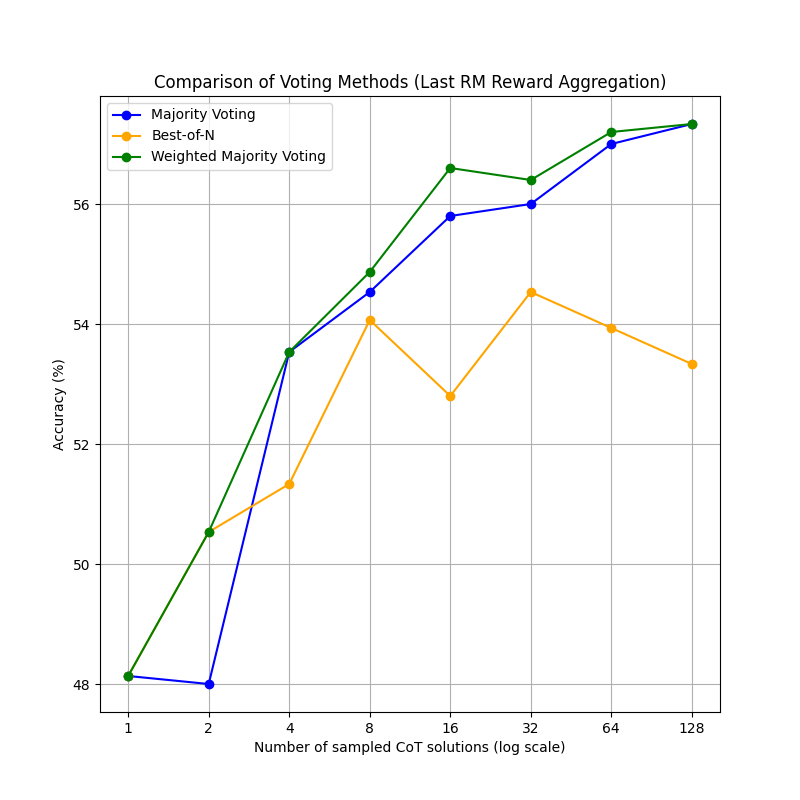 Comparison of Voting Methods (Last RM Reward Aggregation)
Majority Voting
Best-of-N
Weighted Majority Voting
Accuracy (%)
56
54
52
50
48
1 2 4 8 16 32 64 128
Number of sampled CoT solutions (log scale)